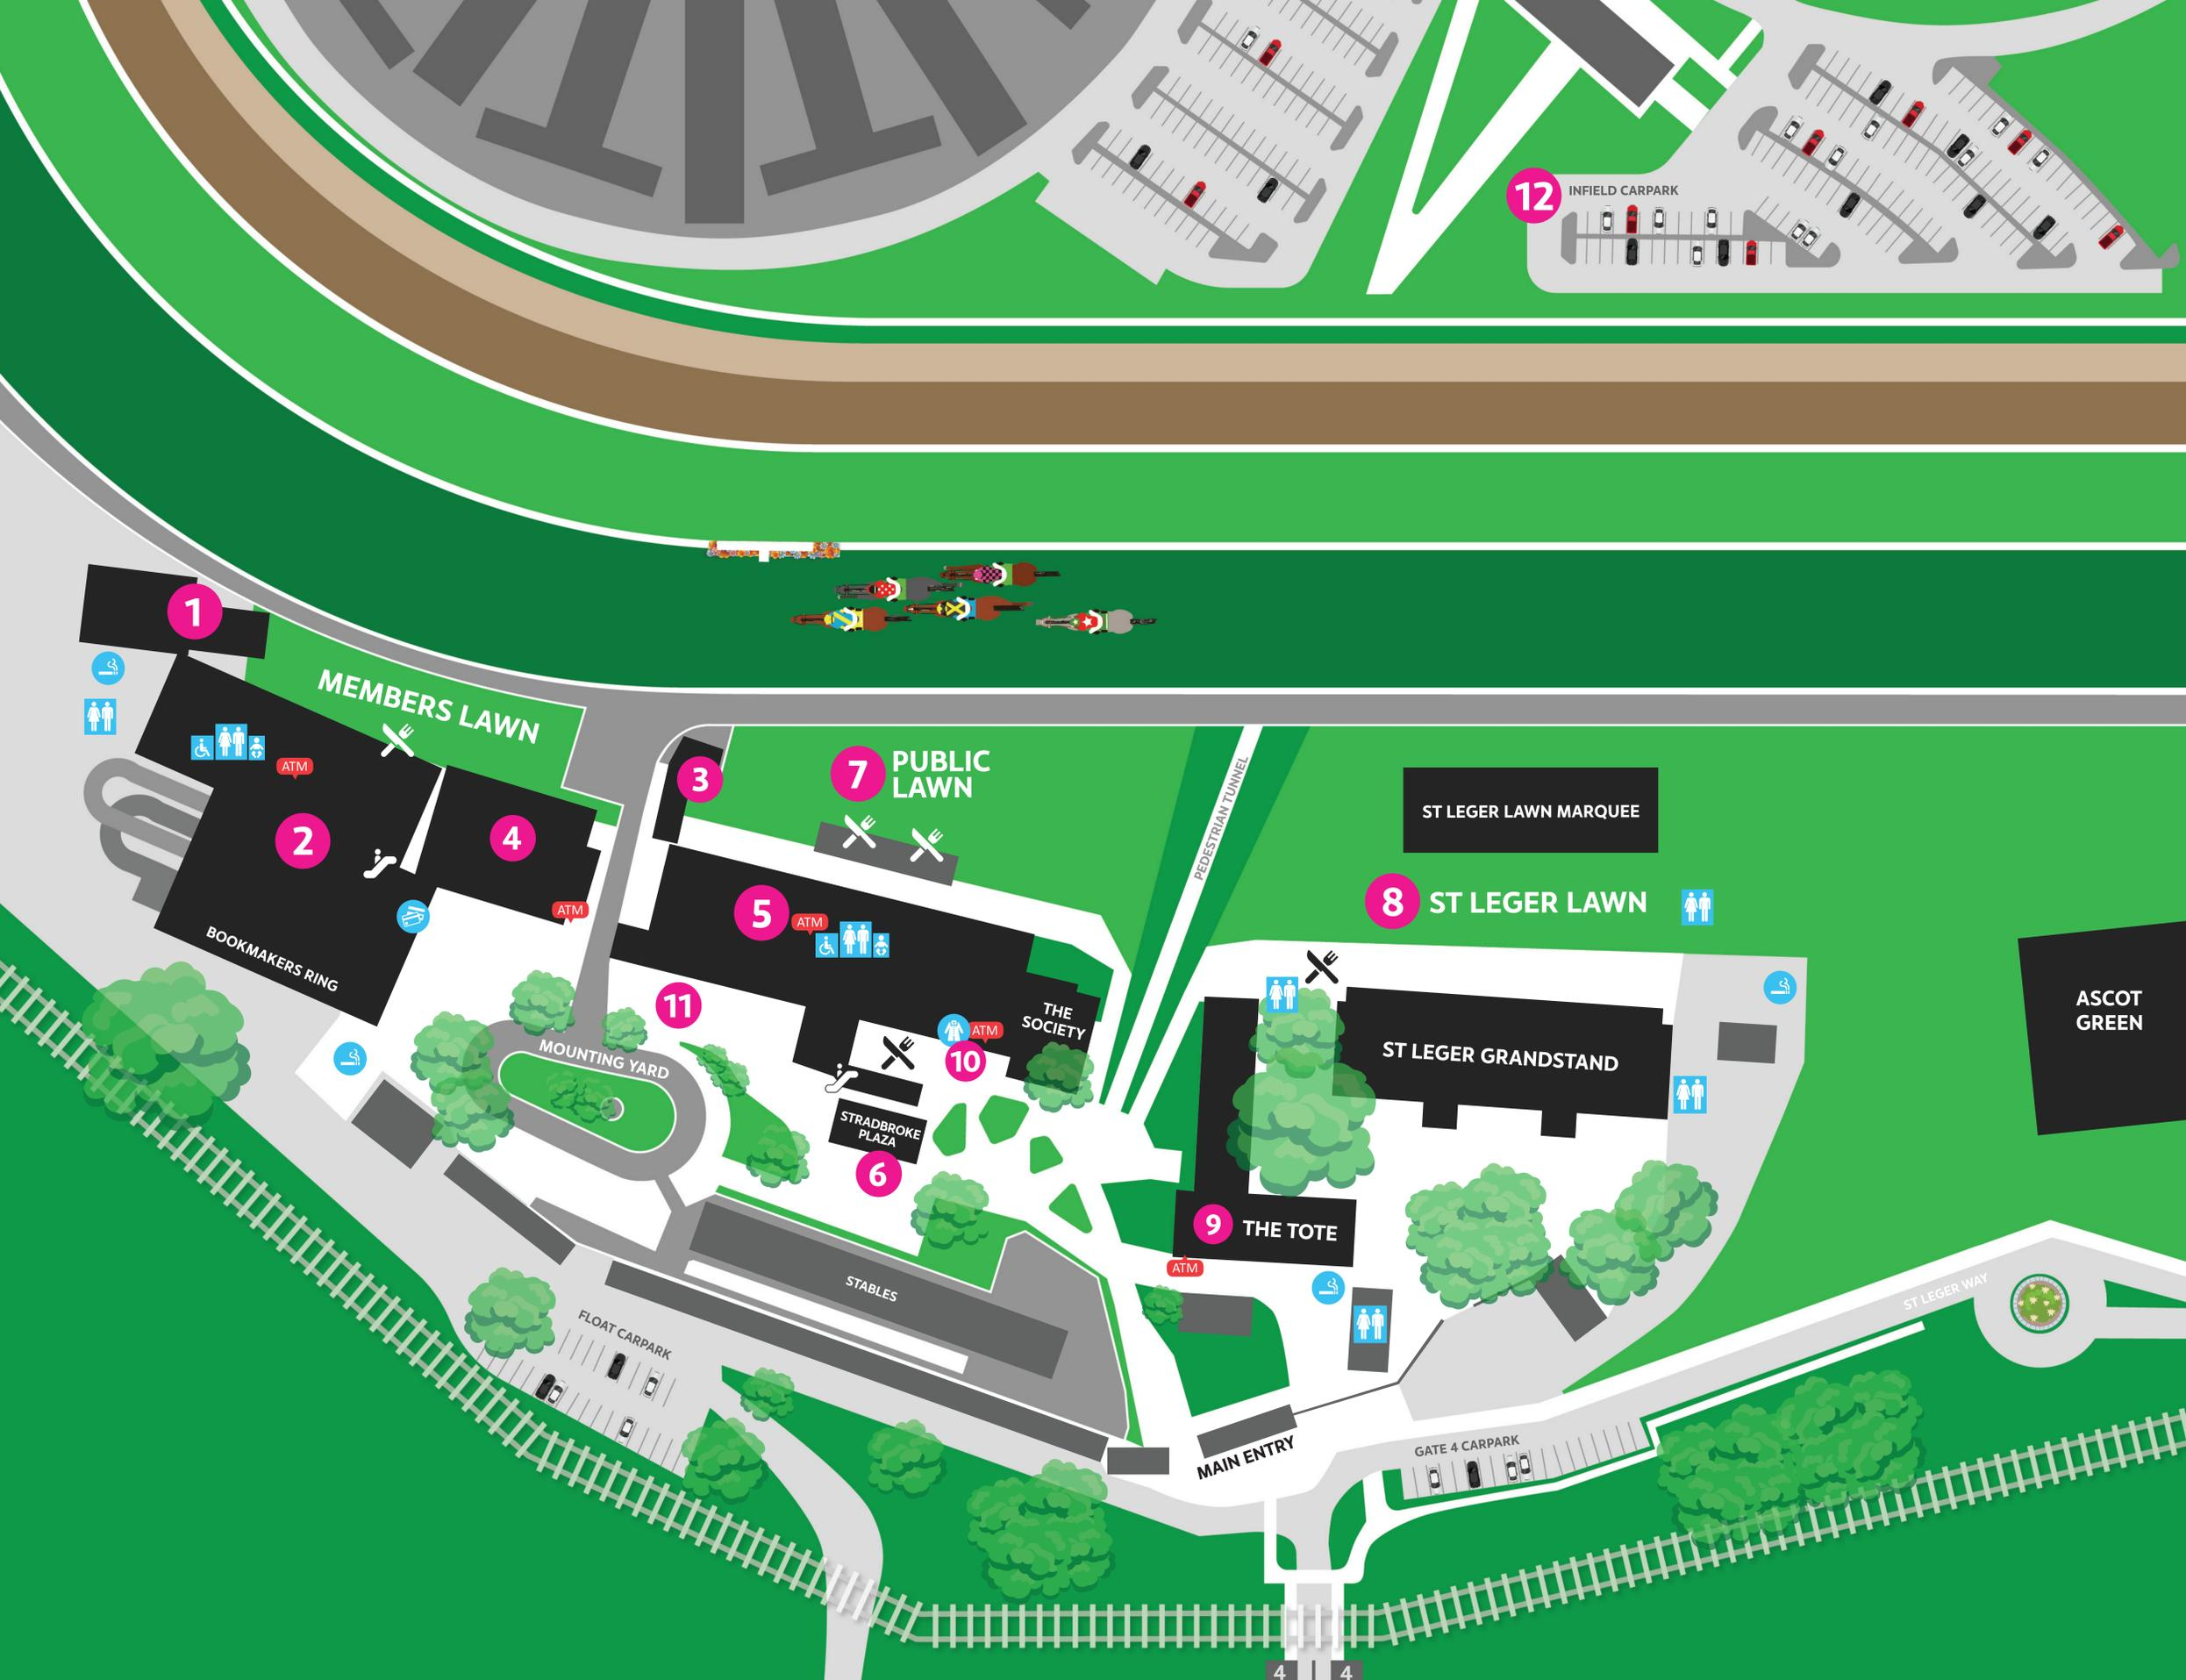 12
INFIELD CARPARK
1
MEMBERS LAWN
ATM
2
4
ATM
BOOKMAKERS RING
3
7
PUBLIC
LAWN
PEDESTRIAN TUNNEL
ST LEGER LAWN MARQUEE
8
ST LEGER LAWN
5
ATM
11
THE
SOCIETY
ATM
10
MOUNTING YARD
STRADBROKE
PLAZA
6
ST LEGER GRANDSTAND
ASCOT
GREEN
9
THE TOTE
ATM
STABLES
FLOAT CARPARK
ST LEGER WAY
MAIN ENTRY
GATE 4 CARPARK
4
4